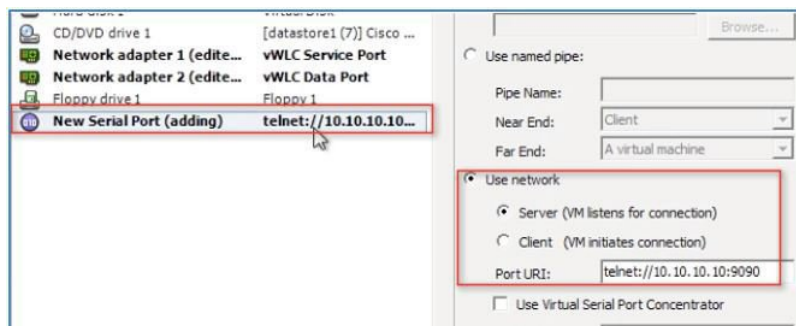 CD/DVD drive 1 [datastore1 (7)] Cisco ...
Network adapter 1 (edite... vWLC Service Port
Network adapter 2 (edite... vWLC Data Port
Floppy drive 1 Floppy 1
New Serial Port (adding) telnet://10.10.10.10...
Browse...
Use named pipe:
Pipe Name:
Near End: Client
Far End: A virtual machine
Use network
Server (VM listens for connection)
Client (VM initiates connection)
Port URI: telnet://10.10.10.10:9090
Use Virtual Serial Port Concentrator